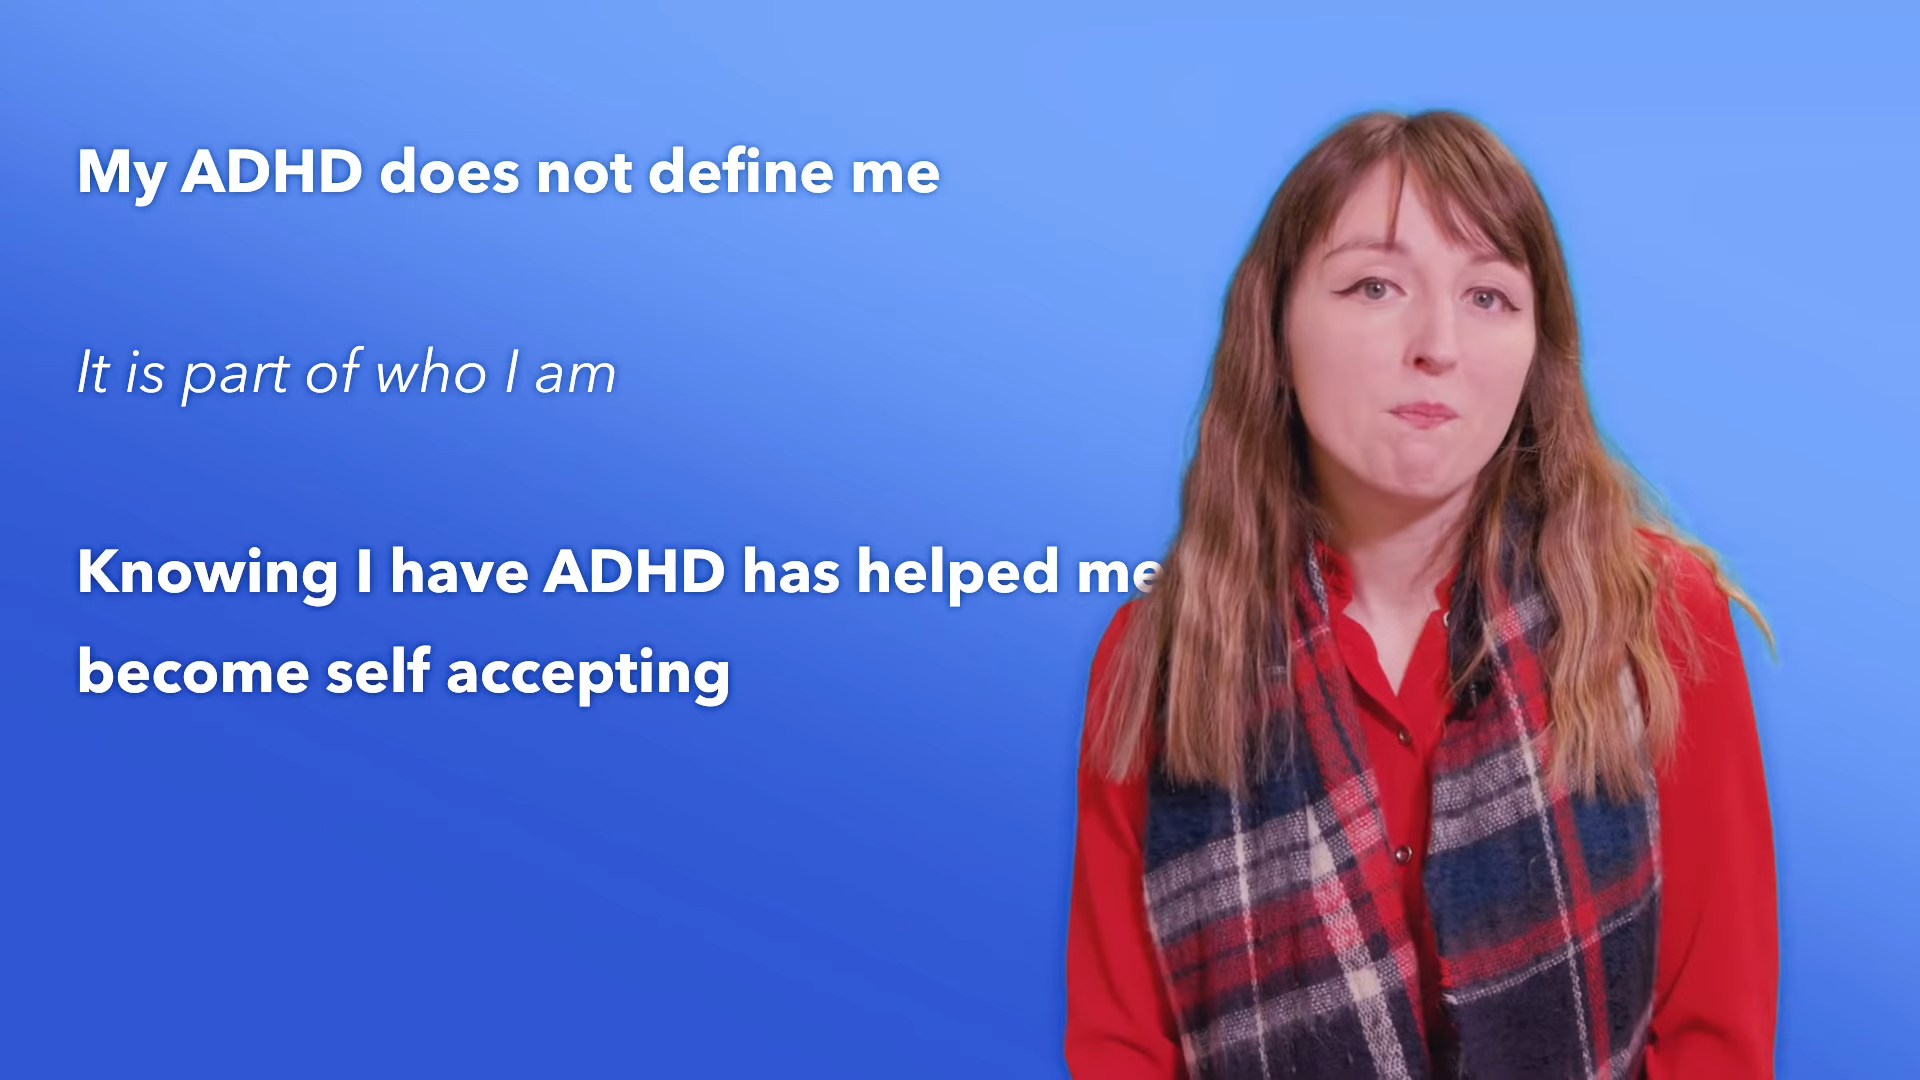 My ADHD does not define me
It is part of who I am
Knowing I have ADHD has helped me
become self accepting